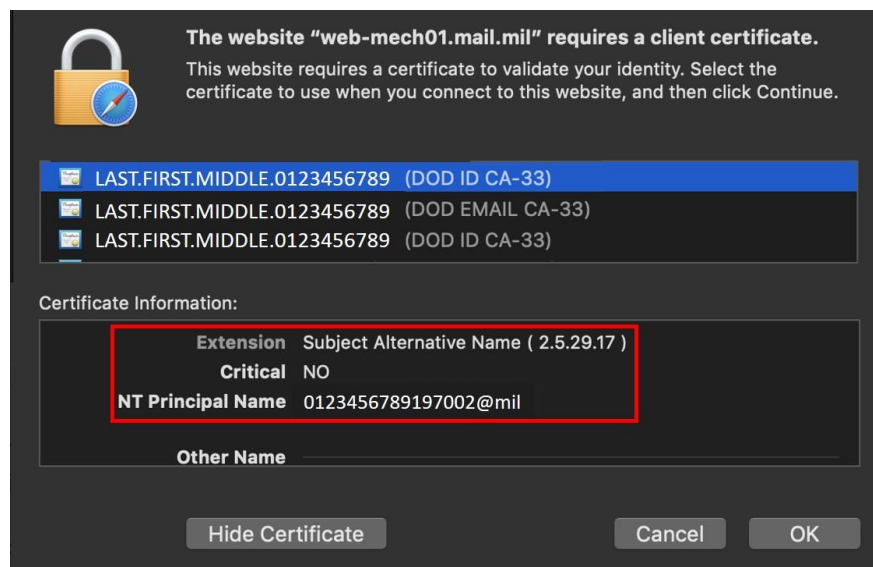 The website “web-mech01.mail.mil” requires a client certificate.
This website requires a certificate to validate your identity. Select the
certificate to use when you connect to this website, and then click Continue.
LAST.FIRST.MIDDLE.0123456789 (DOD ID CA-33)
LAST.FIRST.MIDDLE.0123456789 (DOD EMAIL CA-33)
LAST.FIRST.MIDDLE.0123456789 (DOD ID CA-33)
Certificate Information:
Extension Subject Alternative Name ( 2.5.29.17 )
Critical NO
NT Principal Name 0123456789197002@mil
Other Name
Hide Certificate Cancel OK